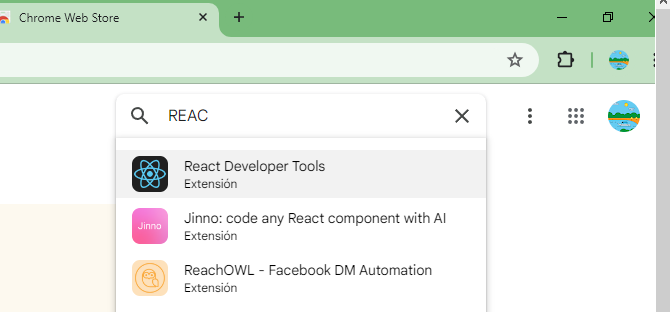 Chrome Web Store
REAC
React Developer Tools
Extensión
Jinno
Jinno: code any React component with AI
Extensión
ReachOWL - Facebook DM Automation
Extensión